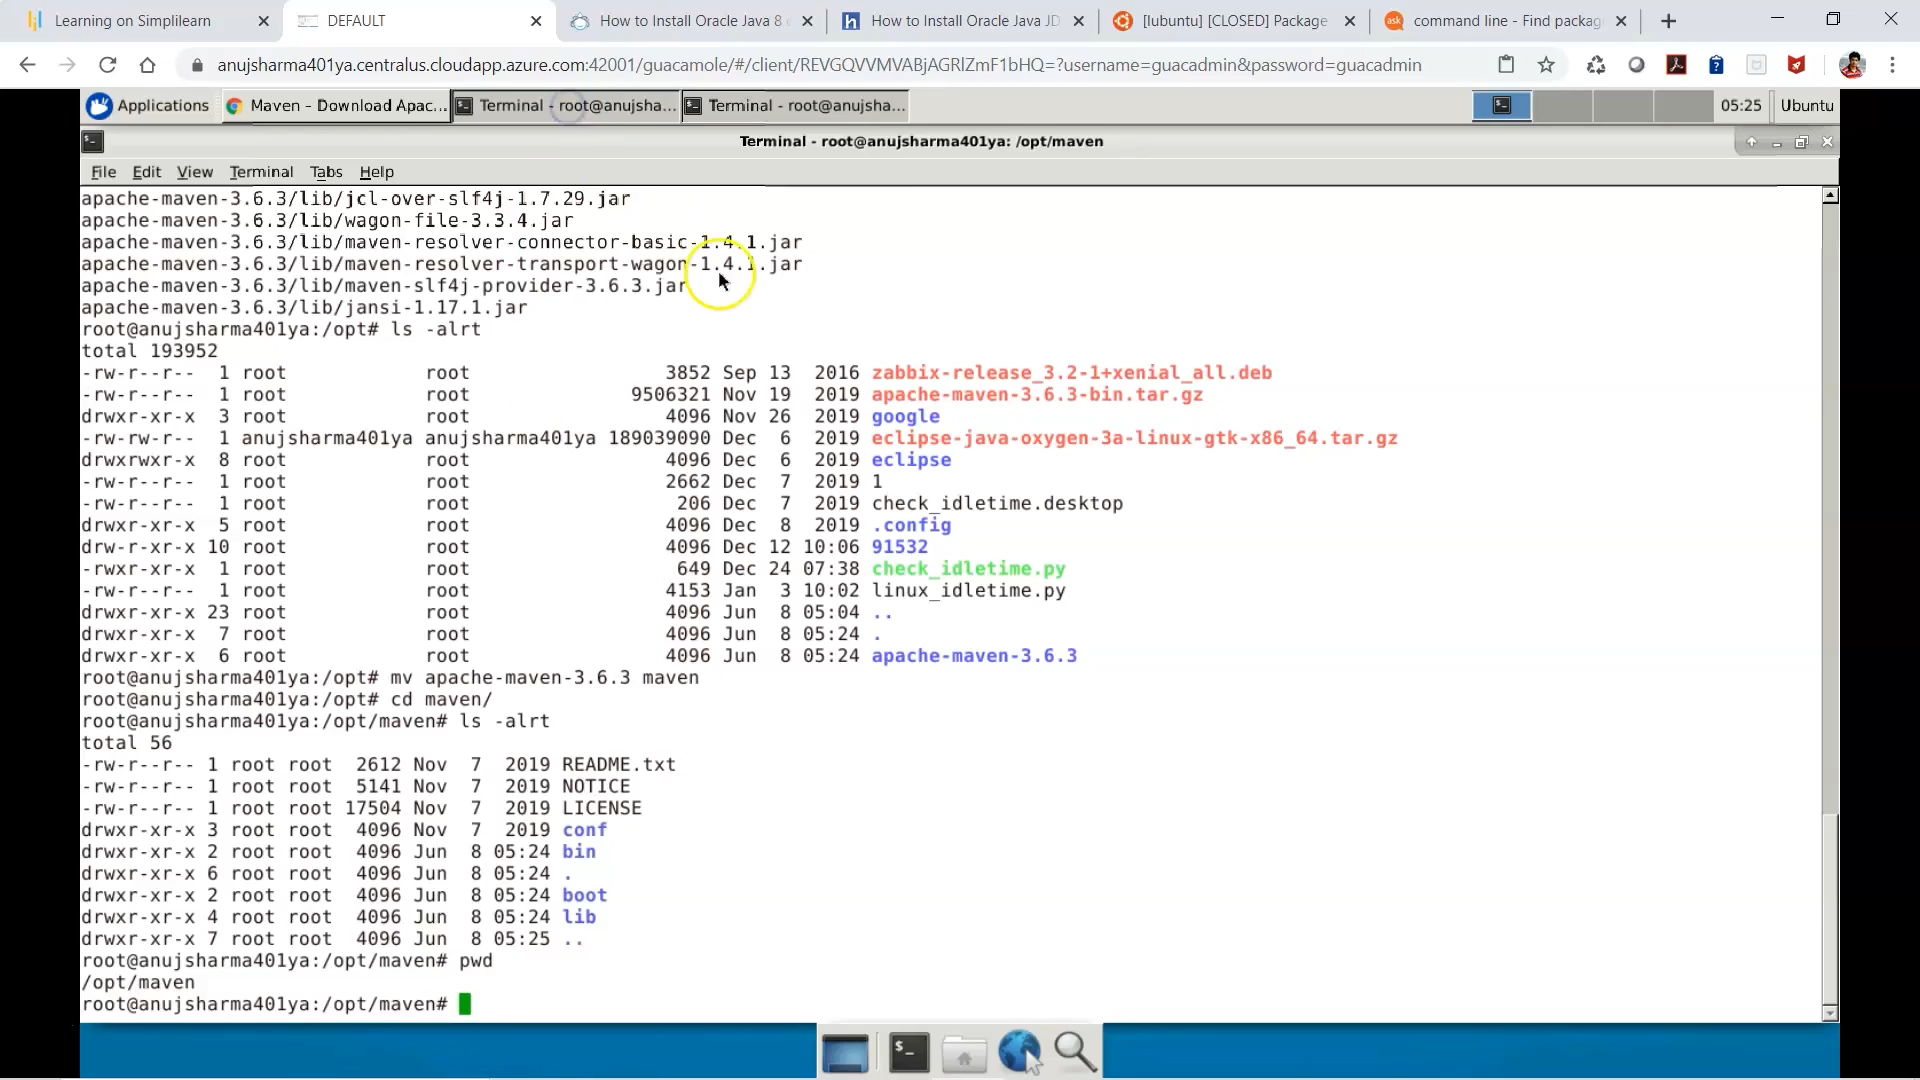 Learning on Simplilearn
DEFAULT
How to Install Oracle Java 8
How to Install Oracle Java JD
[lubuntu] [CLOSED] Package
command line - Find packag
anujsharma401ya.centralus.cloudapp.azure.com:42001/guacamole/#/client/REVGQVVMVABjAGRlZmF1bHQ=?username=guacadmin&password=guacadmin
Applications
Maven - Download Apac...
Terminal - root@anujsha...
Terminal - root@anujsha...
05:25
Ubuntu
Terminal - root@anujsharma401ya: /opt/maven
File Edit View Terminal Tabs Help
apache-maven-3.6.3/lib/jcl-over-slf4j-1.7.29.jar
apache-maven-3.6.3/lib/wagon-file-3.3.4.jar
apache-maven-3.6.3/lib/maven-resolver-connector-basic-1.4.1.jar
apache-maven-3.6.3/lib/maven-resolver-transport-wagon-1.4.1.jar
apache-maven-3.6.3/lib/maven-slf4j-provider-3.6.3.jar
apache-maven-3.6.3/lib/jansi-1.17.1.jar
root@anujsharma401ya:/opt# ls -alrt
total 193952
-rw-r--r-- 1 root root 3852 Sep 13 2016 zabbix-release_3.2-1+xenial_all.deb
-rw-r--r-- 1 root root 9506321 Nov 19 2019 apache-maven-3.6.3-bin.tar.gz
drwxr-xr-x 3 root root 4096 Nov 26 2019 google
-rw-rw-r-- 1 anujsharma401ya anujsharma401ya 189039090 Dec 6 2019 eclipse-java-oxygen-3a-linux-gtk-x86_64.tar.gz
drwxrwxr-x 8 root root 4096 Dec 6 2019 eclipse
-rw-r--r-- 1 root root 2662 Dec 7 2019 1
-rw-r--r-- 1 root root 206 Dec 7 2019 check_idletime.desktop
drwxr-xr-x 5 root root 4096 Dec 8 2019 .config
drw-r-xr-x 10 root root 4096 Dec 12 10:06 91532
-rwxr-xr-x 1 root root 649 Dec 24 07:38 check_idletime.py
-rw-r--r-- 1 root root 4153 Jan 3 10:02 linux_idletime.py
drwxr-xr-x 23 root root 4096 Jun 8 05:04 ..
drwxr-xr-x 7 root root 4096 Jun 8 05:24 .
drwxr-xr-x 6 root root 4096 Jun 8 05:24 apache-maven-3.6.3
root@anujsharma401ya:/opt# mv apache-maven-3.6.3 maven
root@anujsharma401ya:/opt# cd maven/
root@anujsharma401ya:/opt/maven# ls -alrt
total 56
-rw-r--r-- 1 root root 2612 Nov 7 2019 README.txt
-rw-r--r-- 1 root root 5141 Nov 7 2019 NOTICE
-rw-r--r-- 1 root root 17504 Nov 7 2019 LICENSE
drwxr-xr-x 3 root root 4096 Nov 7 2019 conf
drwxr-xr-x 2 root root 4096 Jun 8 05:24 bin
drwxr-xr-x 6 root root 4096 Jun 8 05:24 .
drwxr-xr-x 2 root root 4096 Jun 8 05:24 boot
drwxr-xr-x 4 root root 4096 Jun 8 05:24 lib
drwxr-xr-x 7 root root 4096 Jun 8 05:25 ..
root@anujsharma401ya:/opt/maven# pwd
/opt/maven
root@anujsharma401ya:/opt/maven#